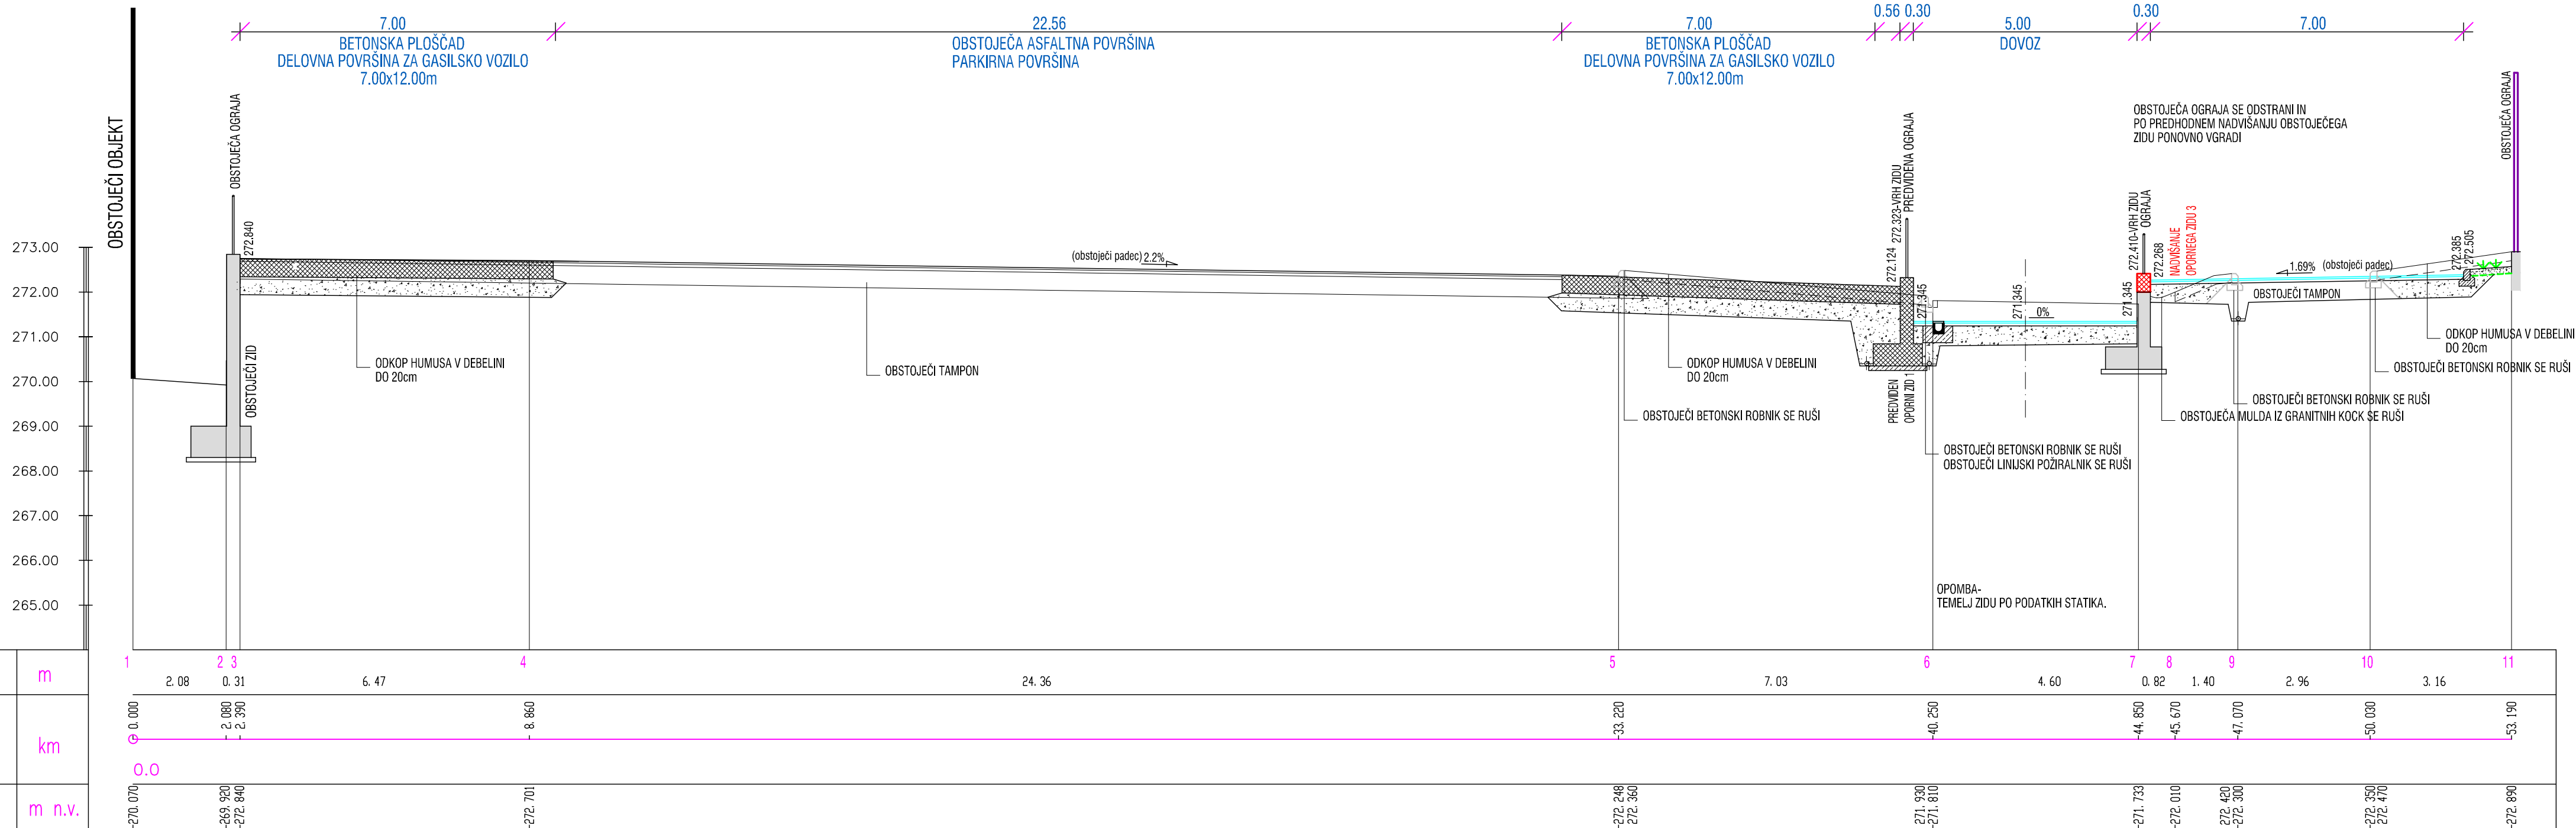 7.00
22.56
7.00
0.56
0.30
5.00
0.30
7.00
BETONSKA PLOŠČAD
DELOVNA POVRŠINA ZA GASILSKO VOZILO
7.00x12.00m
OBSTOJEČA ASFALTNA POVRŠINA
PARKIRNA POVRŠINA
BETONSKA PLOŠČAD
DELOVNA POVRŠINA ZA GASILSKO VOZILO
7.00x12.00m
DOVOZ
OBSTOJEČI OBJEKT
OBSTOJEČA OGRAJA
272.840
OBSTOJEČI ZID
(obstoječi padec) 2.2%
272.124
272.323-VRH ZIDU
PREDVIDENA OGRAJA
271.345
271.345
0%
271.345
272.410-VRH ZIDU
OGRAJA
272.268
NADVIŠANJE
OPORNEGA ZIDU 3
OBSTOJEČA OGRAJA SE ODSTRANI IN
PO PREDHODNEM NADVIŠANJU OBSTOJEČEGA
ZIDU PONOVNO VGRADI
1.69% (obstoječi padec)
272.385
272.505
OBSTOJEČA OGRAJA
OBSTOJEČI TAMPON
273.00
272.00
271.00
270.00
269.00
268.00
267.00
266.00
265.00
ODKOP HUMUSA V DEBELINI
DO 20cm
OBSTOJEČI TAMPON
ODKOP HUMUSA V DEBELINI
DO 20cm
OBSTOJEČI BETONSKI ROBNIK SE RUŠI
PREDVIDEN
OPORNI ZID 1
OBSTOJEČI BETONSKI ROBNIK SE RUŠI
OBSTOJEČI LINIJSKI POŽIRALNIK SE RUŠI
ODKOP HUMUSA V DEBELINI
DO 20cm
OBSTOJEČI BETONSKI ROBNIK SE RUŠI
OBSTOJEČI BETONSKI ROBNIK SE RUŠI
OBSTOJEČA MULDA IZ GRANITNIH KOCK SE RUŠI
OPOMBA-
TEMELJ ZIDU PO PODATKIH STATIKA.
1 2 3 4 5 6 7 8 9 10 11
m
2.08 0.31 6.47 24.36 7.03 4.60 0.82 1.40 2.96 3.16
km
0.000 2.080 2.390 8.860 33.220 40.250 44.850 45.670 47.070 50.030 53.190
0.0
m n.v.
270.070 269.920 272.840 272.701 272.248 272.360 271.930 271.810 271.733 272.010 272.420 272.300 272.350 272.470 272.890